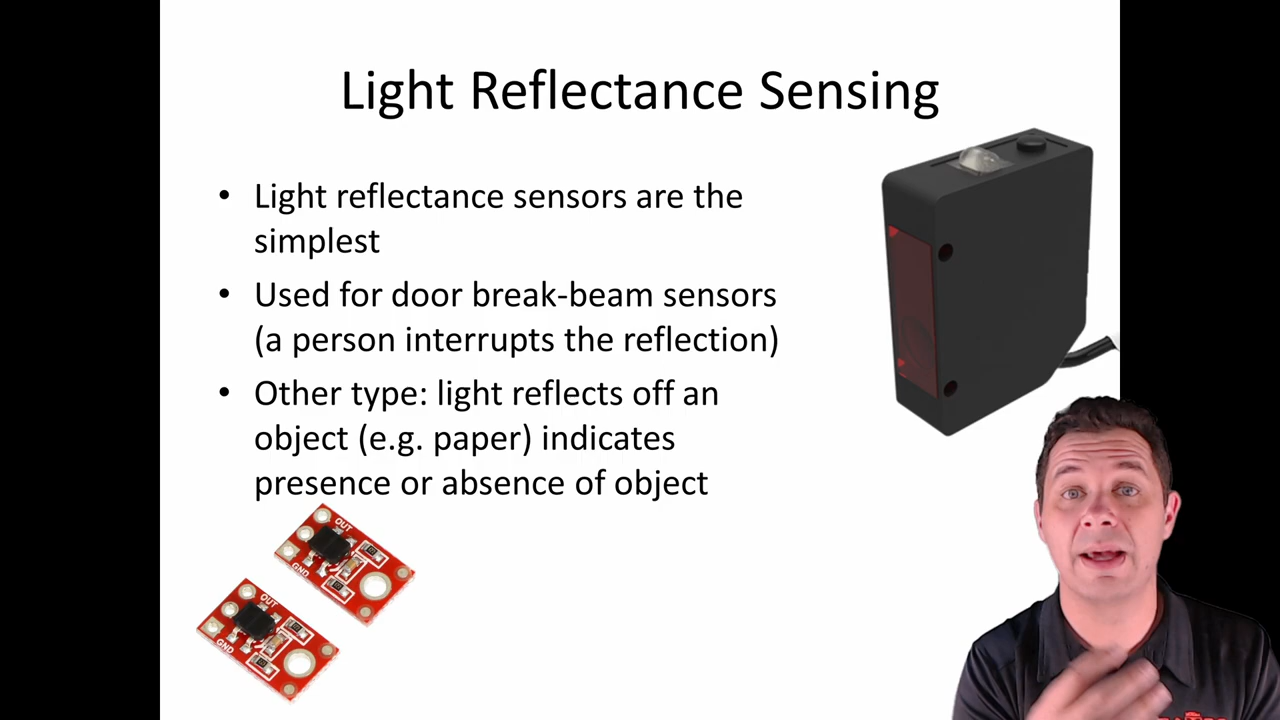 Light Reflectance Sensing
• Light reflectance sensors are the
simplest
• Used for door break-beam sensors
(a person interrupts the reflection)
• Other type: light reflects off an
object (e.g. paper) indicates
presence or absence of object
OUT
GND
OUT
GND